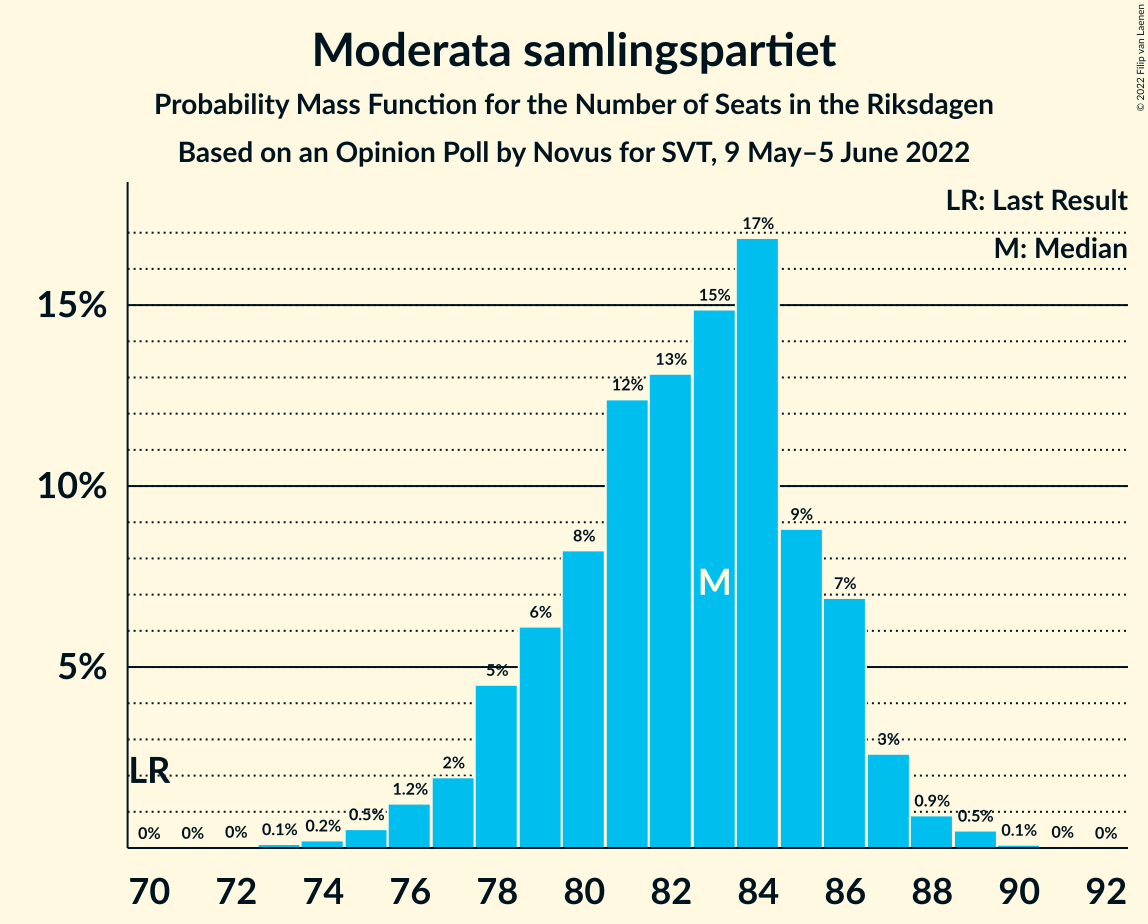 Moderata samlingspartiet
Probability Mass Function for the Number of Seats in the Riksdagen
Based on an Opinion Poll by Novus for SVT, 9 May–5 June 2022
© 2022 Filip van Laenen
LR: Last Result
M: Median
15%
10%
5%
LR
M
0%
0%
0%
0.1%
0.2%
0.5%
1.2%
2%
5%
6%
8%
12%
13%
15%
17%
9%
7%
3%
0.9%
0.5%
0.1%
0%
0%
70 72 74 76 78 80 82 84 86 88 90 92